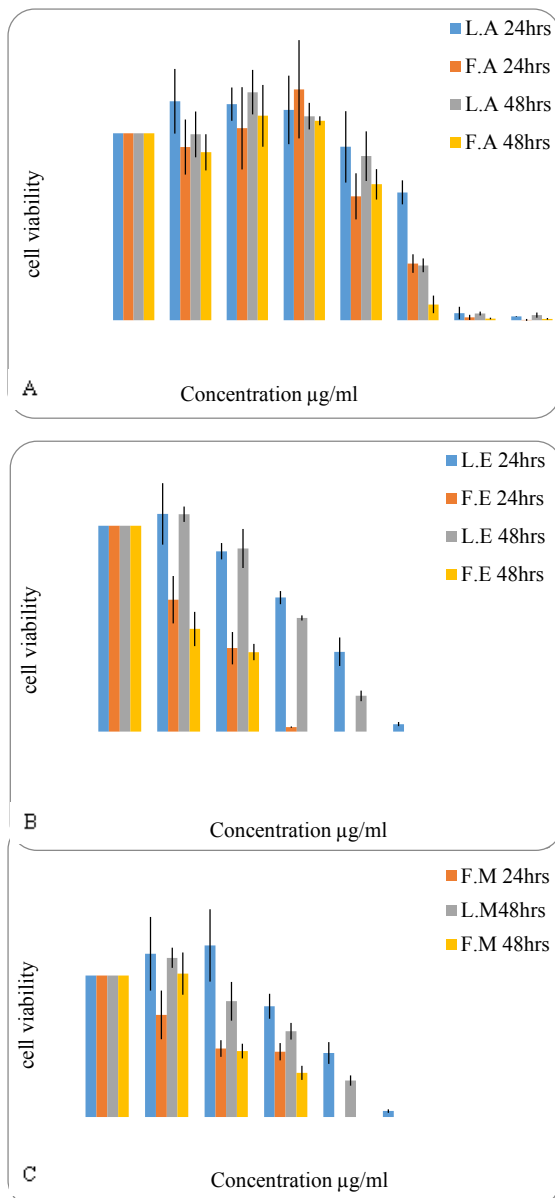 L.A 24hrs
F.A 24hrs
L.A 48hrs
F.A 48hrs
cell viability
A
Concentration µg/ml
L.E 24hrs
F.E 24hrs
L.E 48hrs
F.E 48hrs
cell viability
B
Concentration µg/ml
F.M 24hrs
L.M48hrs
F.M 48hrs
cell viability
C
Concentration µg/ml